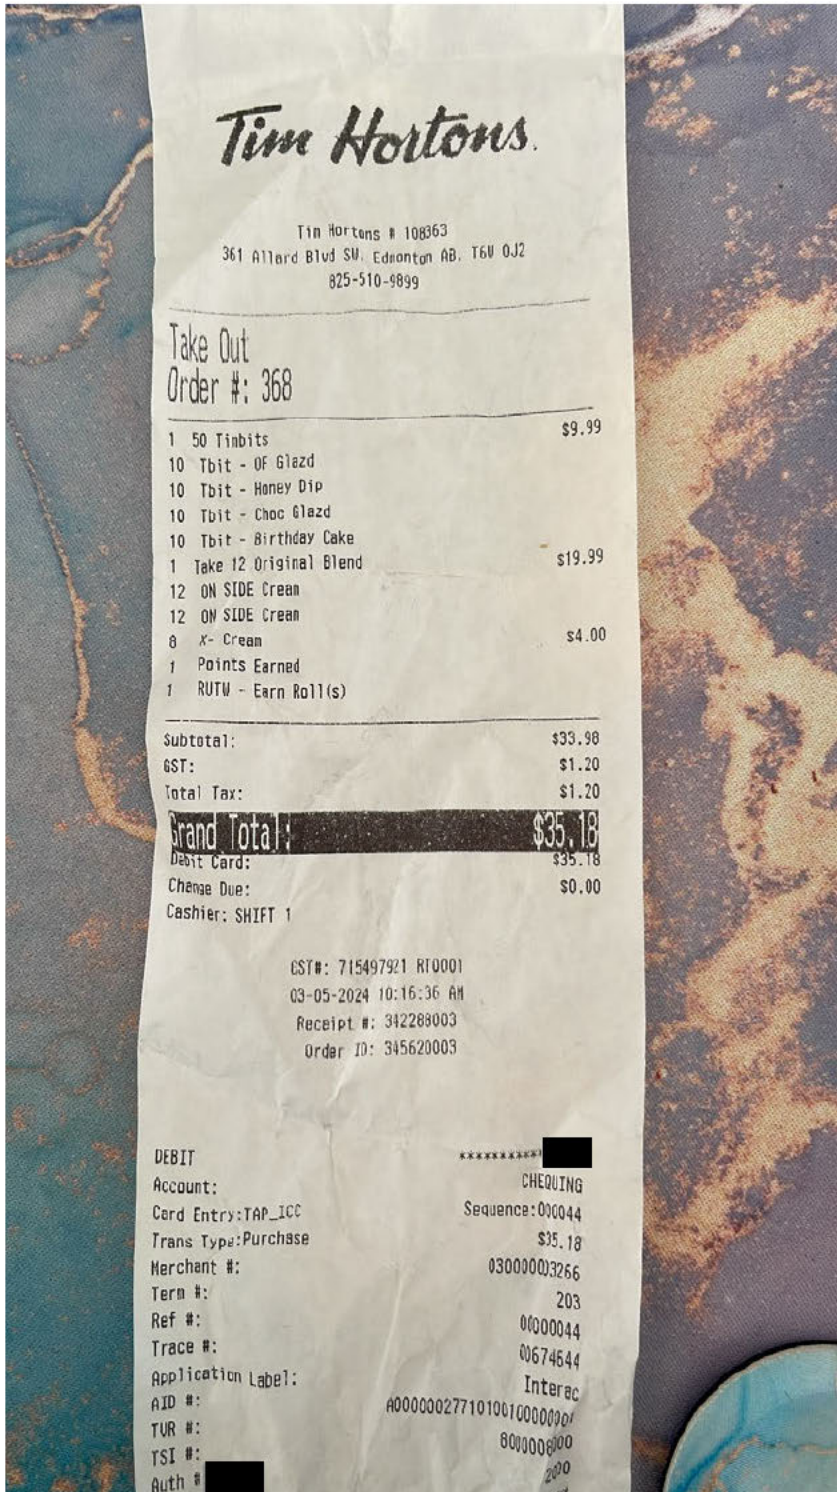 Tim Hortons.
Tim Hortons # 108363
361 Allard Blvd SW, Edmonton AB, T6W 0J2
825-510-9899
Take Out
Order #: 368
1 50 Timbits $9.99
10 Tbit - OF Glazd
10 Tbit - Honey Dip
10 Tbit - Choc Glazd
10 Tbit - Birthday Cake
1 Take 12 Original Blend $19.99
12 ON SIDE Cream
12 ON SIDE Cream
8 X- Cream $4.00
1 Points Earned
1 RUTW - Earn Roll(s)
Subtotal: $33.98
GST: $1.20
Total Tax: $1.20
Grand Total: $35.18
Debit Card: $35.18
Change Due: $0.00
Cashier: SHIFT 1
GST#: 715497921 RT0001
03-05-2024 10:16:36 AM
Receipt #: 342288003
Order ID: 345620003
DEBIT ***********
Account: CHEQUING
Card Entry:TAP_ICC Sequence:000044
Trans Type:Purchase $35.18
Merchant #: 030000003266
Term #: 203
Ref #: 00000044
Trace #: 00674644
Application Label: Interac
AID #:
TVR #: 8000008000
TSI #:
Auth #